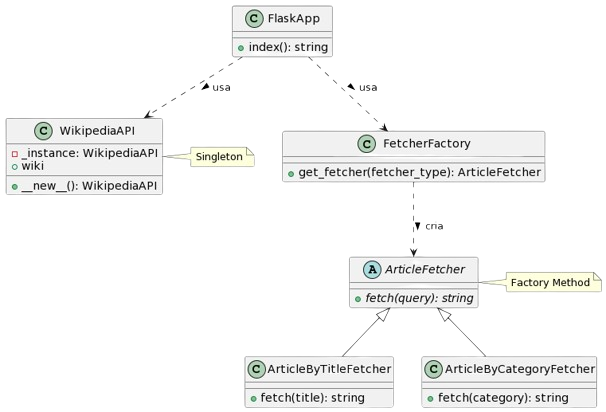 C FlaskApp
index(): string
usa
usa
C WikipediaAPI
_instance: WikipediaAPI
wiki
__new__(): WikipediaAPI
Singleton
C FetcherFactory
get_fetcher(fetcher_type): ArticleFetcher
cria
A ArticleFetcher
fetch(query): string
Factory Method
C ArticleByTitleFetcher
fetch(title): string
C ArticleByCategoryFetcher
fetch(category): string